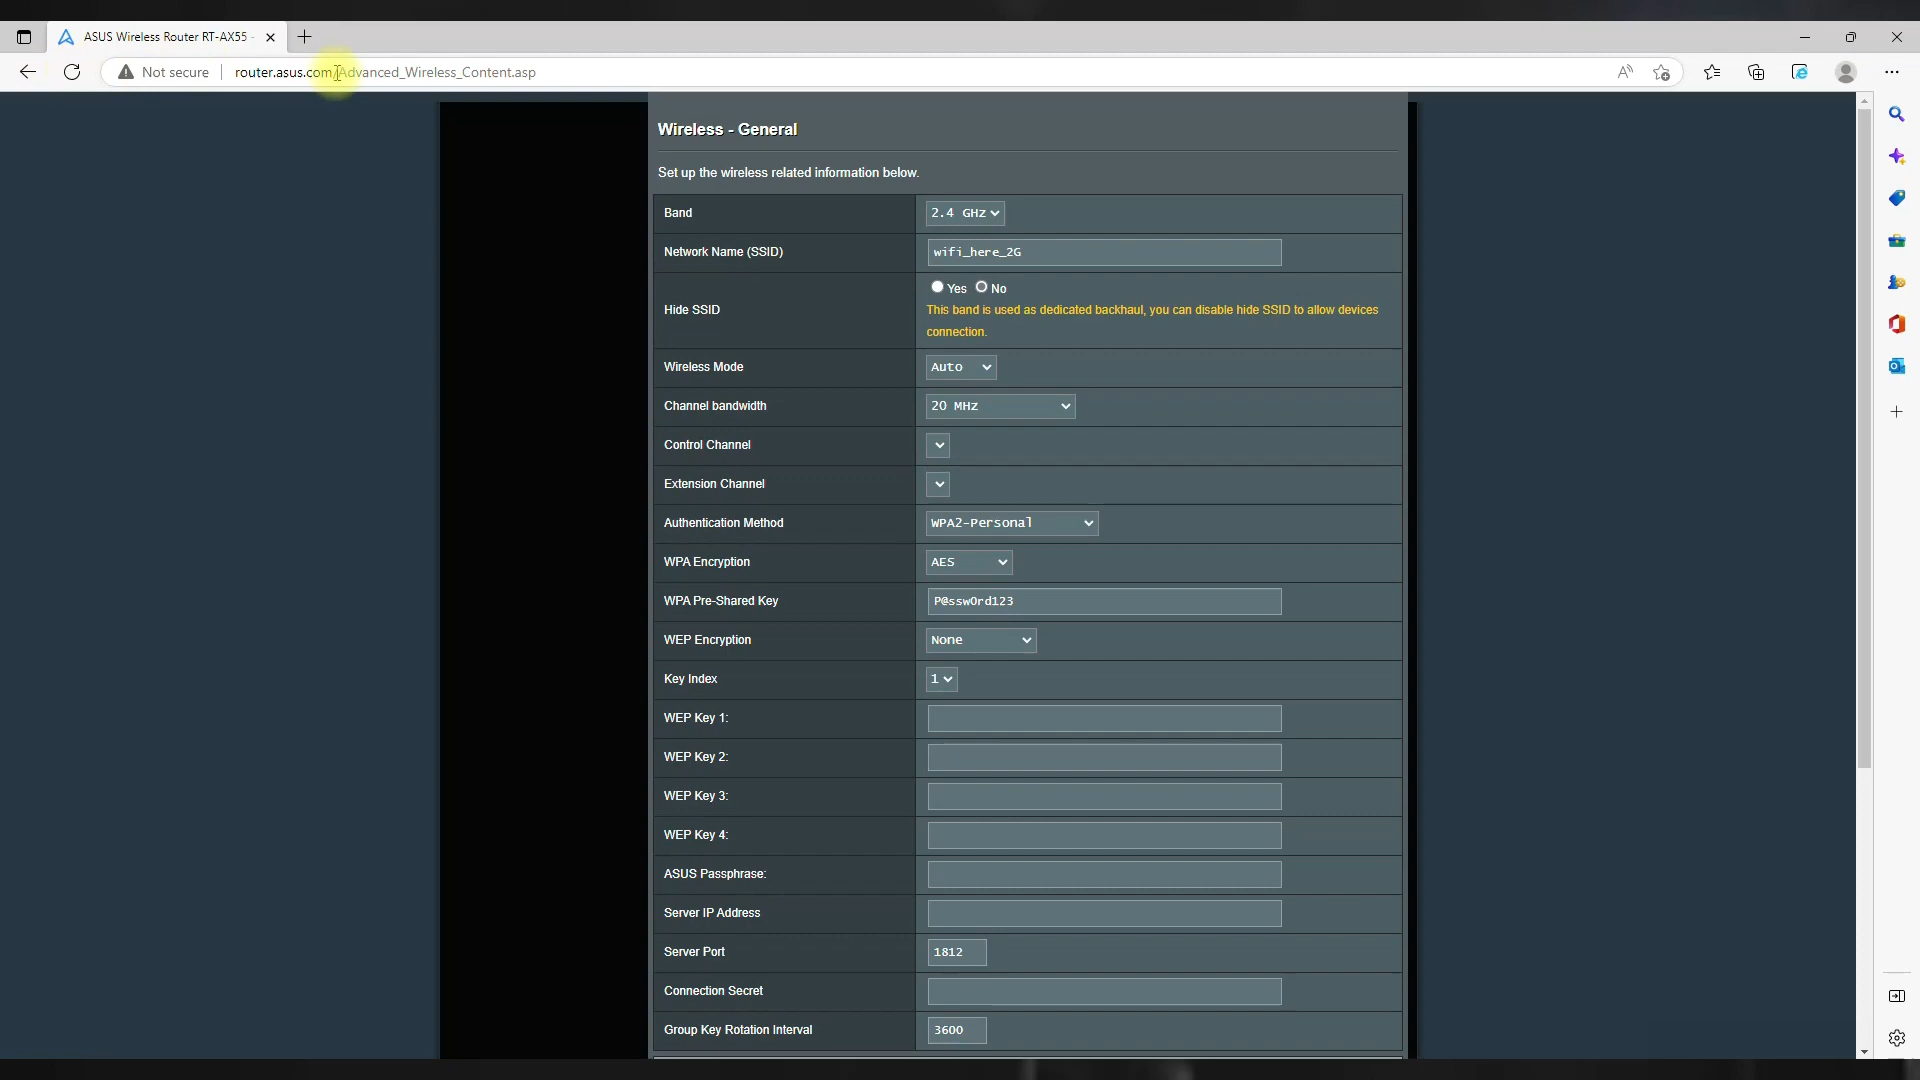 ASUS Wireless Router RT-AX55 -
Not secure
router.asus.com/Advanced_Wireless_Content.asp
Wireless - General
Set up the wireless related information below.
Band 2.4 GHz
Network Name (SSID) wifi_here_2G
Hide SSID Yes No
This band is used as dedicated backhaul, you can disable hide SSID to allow devices
connection.
Wireless Mode Auto
Channel bandwidth 20 MHz
Control Channel
Extension Channel
Authentication Method WPA2-Personal
WPA Encryption AES
WPA Pre-Shared Key P@ssw0rd123
WEP Encryption None
Key Index 1
WEP Key 1:
WEP Key 2:
WEP Key 3:
WEP Key 4:
ASUS Passphrase:
Server IP Address
Server Port 1812
Connection Secret
Group Key Rotation Interval 3600